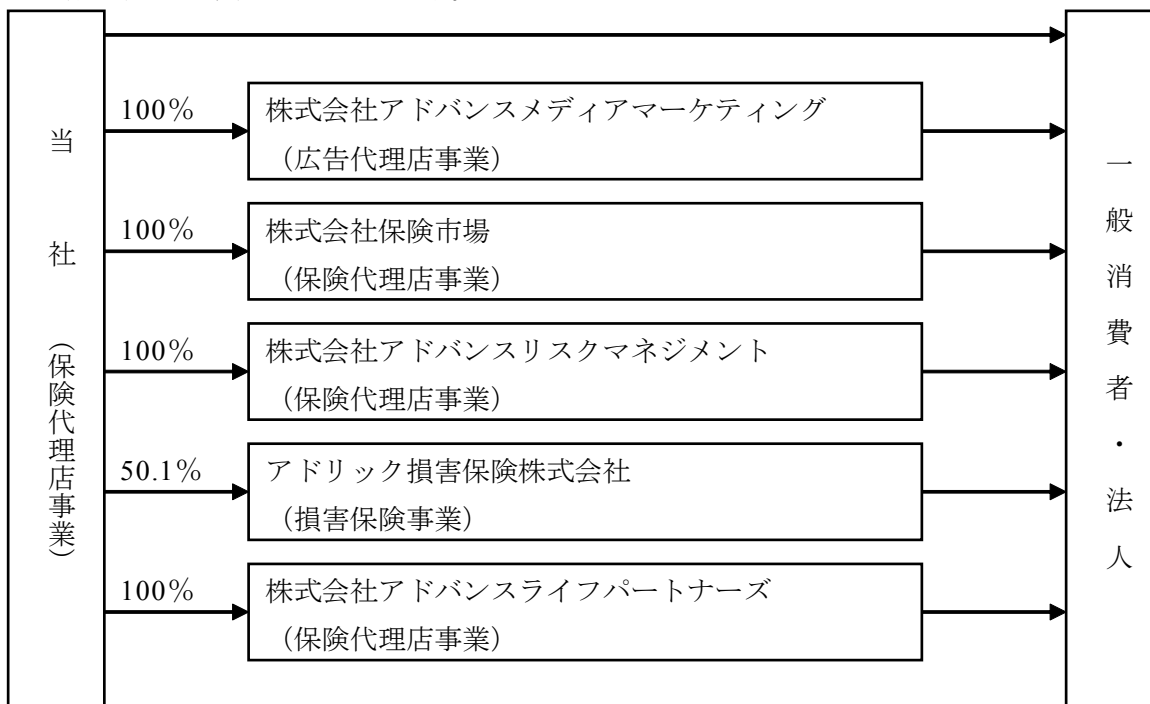 当社(保険代理店事業)
100%
株式会社アドバンスメディアマーケティング
(広告代理店事業)
100%
株式会社保険市場
(保険代理店事業)
100%
株式会社アドバンスリスクマネジメント
(保険代理店事業)
50.1%
アドリック損害保険株式会社
(損害保険事業)
100%
株式会社アドバンスライフパートナーズ
(保険代理店事業)
一般消費者・法人